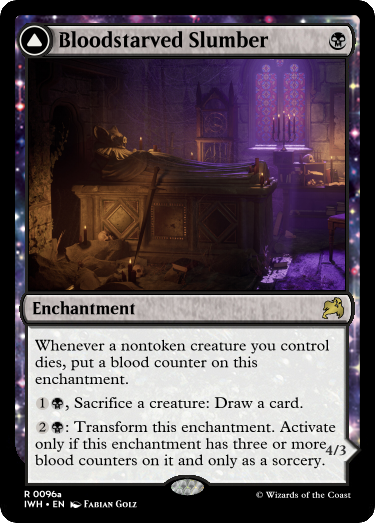 Bloodstarved Slumber
Enchantment
Whenever a nontoken creature you control
dies, put a blood counter on this
enchantment.
1, Sacrifice a creature: Draw a card.
2: Transform this enchantment. Activate
only if this enchantment has three or more
blood counters on it and only as a sorcery.
4/3
R 0096a
IWH • EN Fabian Golz
© Wizards of the Coast